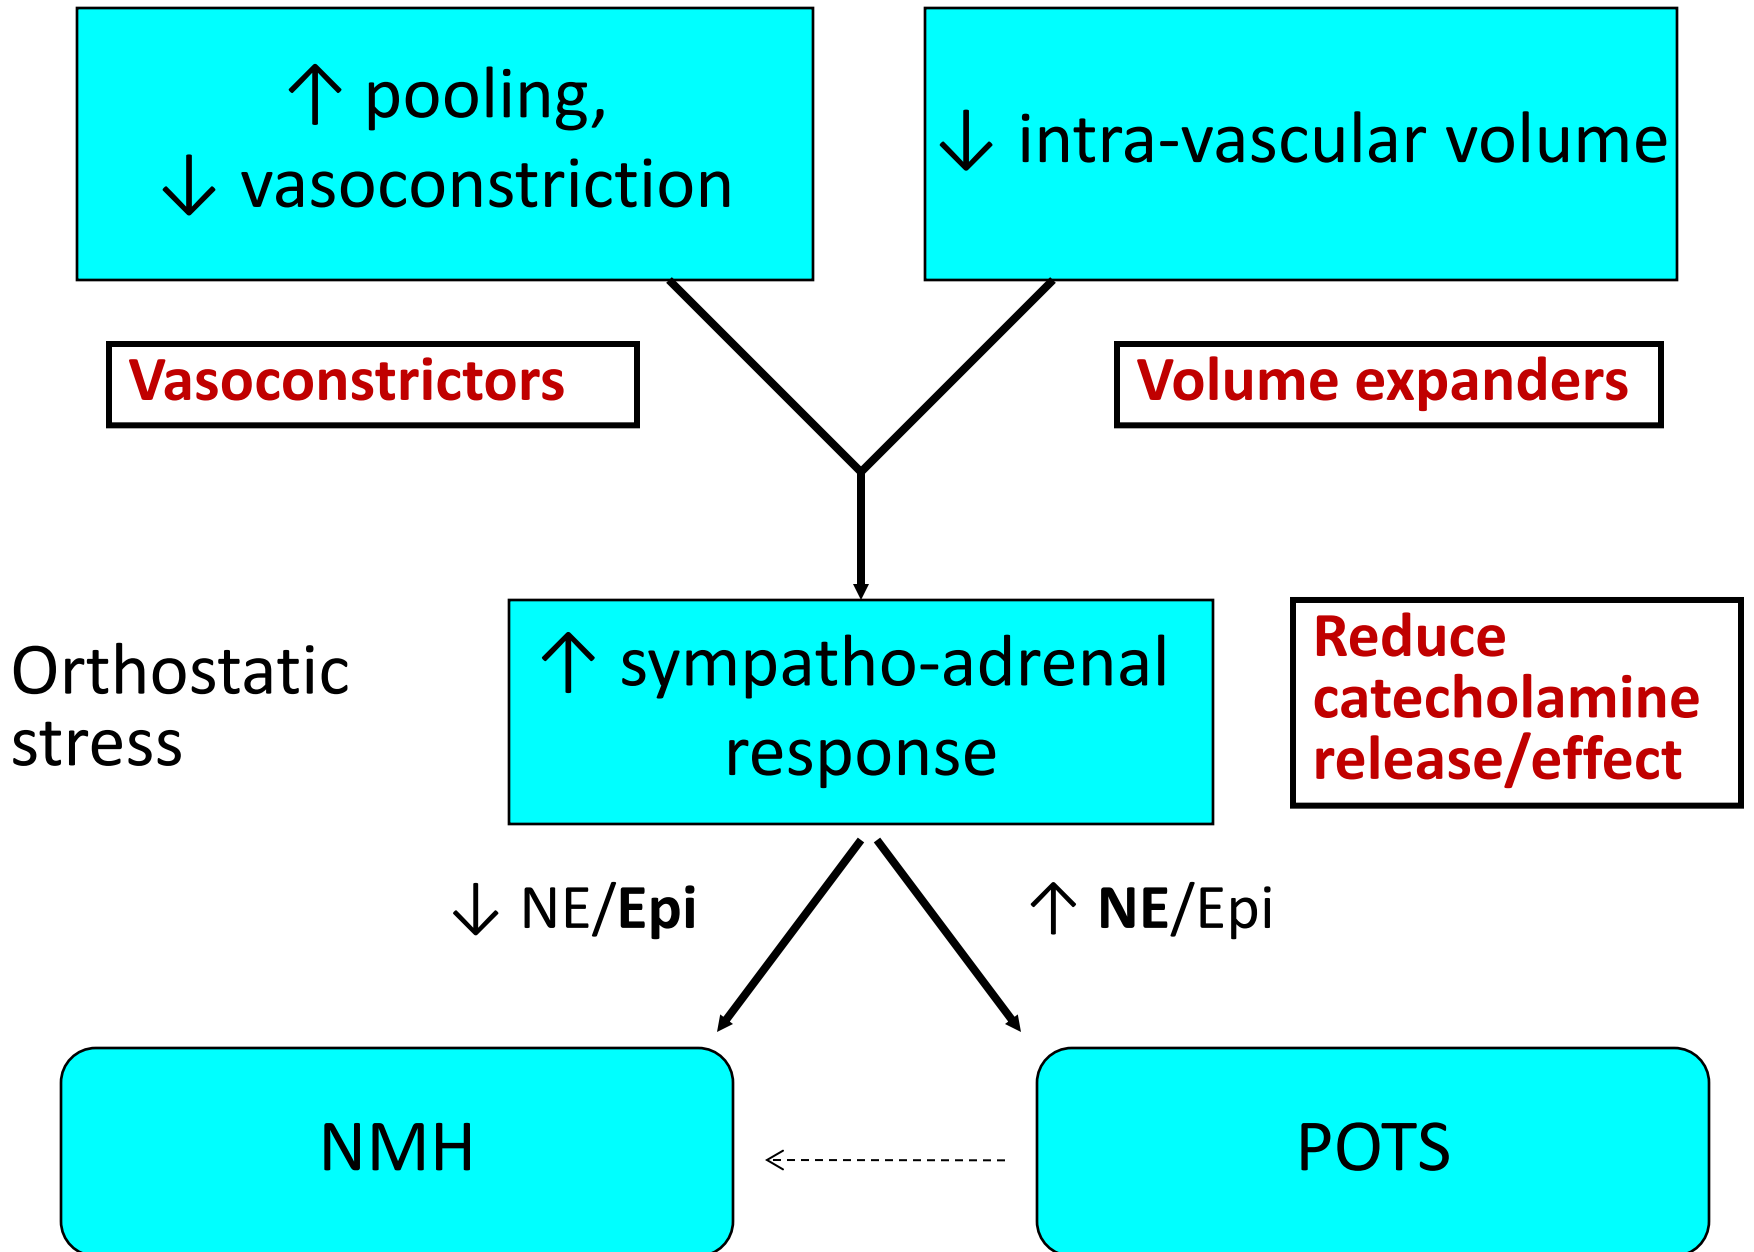 ↑ pooling,
↓ vasoconstriction
↓ intra-vascular volume
Vasoconstrictors
Volume expanders
Orthostatic
stress
↑ sympatho-adrenal
response
Reduce
catecholamine
release/effect
↓ NE/Epi
↑ NE/Epi
NMH
POTS